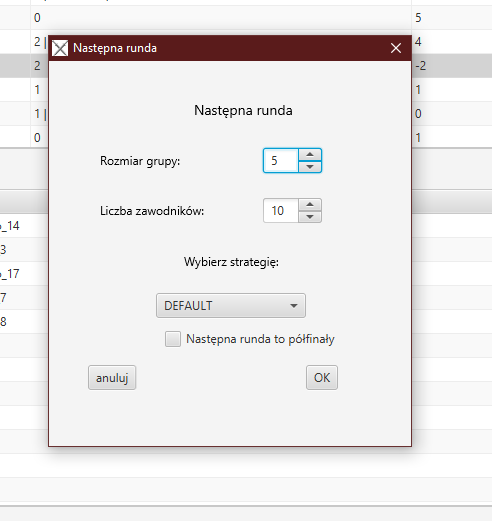 0 5
2 | 4
Następna runda
2 -2
1 1
1 | 0
0 1
Następna runda
Rozmiar grupy: 5
Liczba zawodników: 10
_14
3
_17
7
8
Wybierz strategię:
DEFAULT
Następna runda to półfinały
anuluj OK